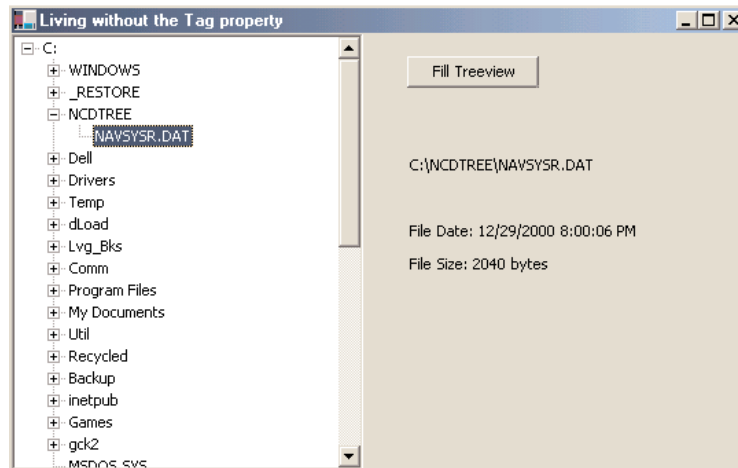 Living without the Tag property
C:
WINDOWS
_RESTORE
NCDTREE
NAVSYSR.DAT
Dell
Drivers
Temp
dLoad
Lvg_Bks
Comm
Program Files
My Documents
Util
Recycled
Backup
inetpub
Games
gck2
MSDOS.SYS
Fill Treeview
C:\NCDTREE\NAVSYSR.DAT
File Date: 12/29/2000 8:00:06 PM
File Size: 2040 bytes